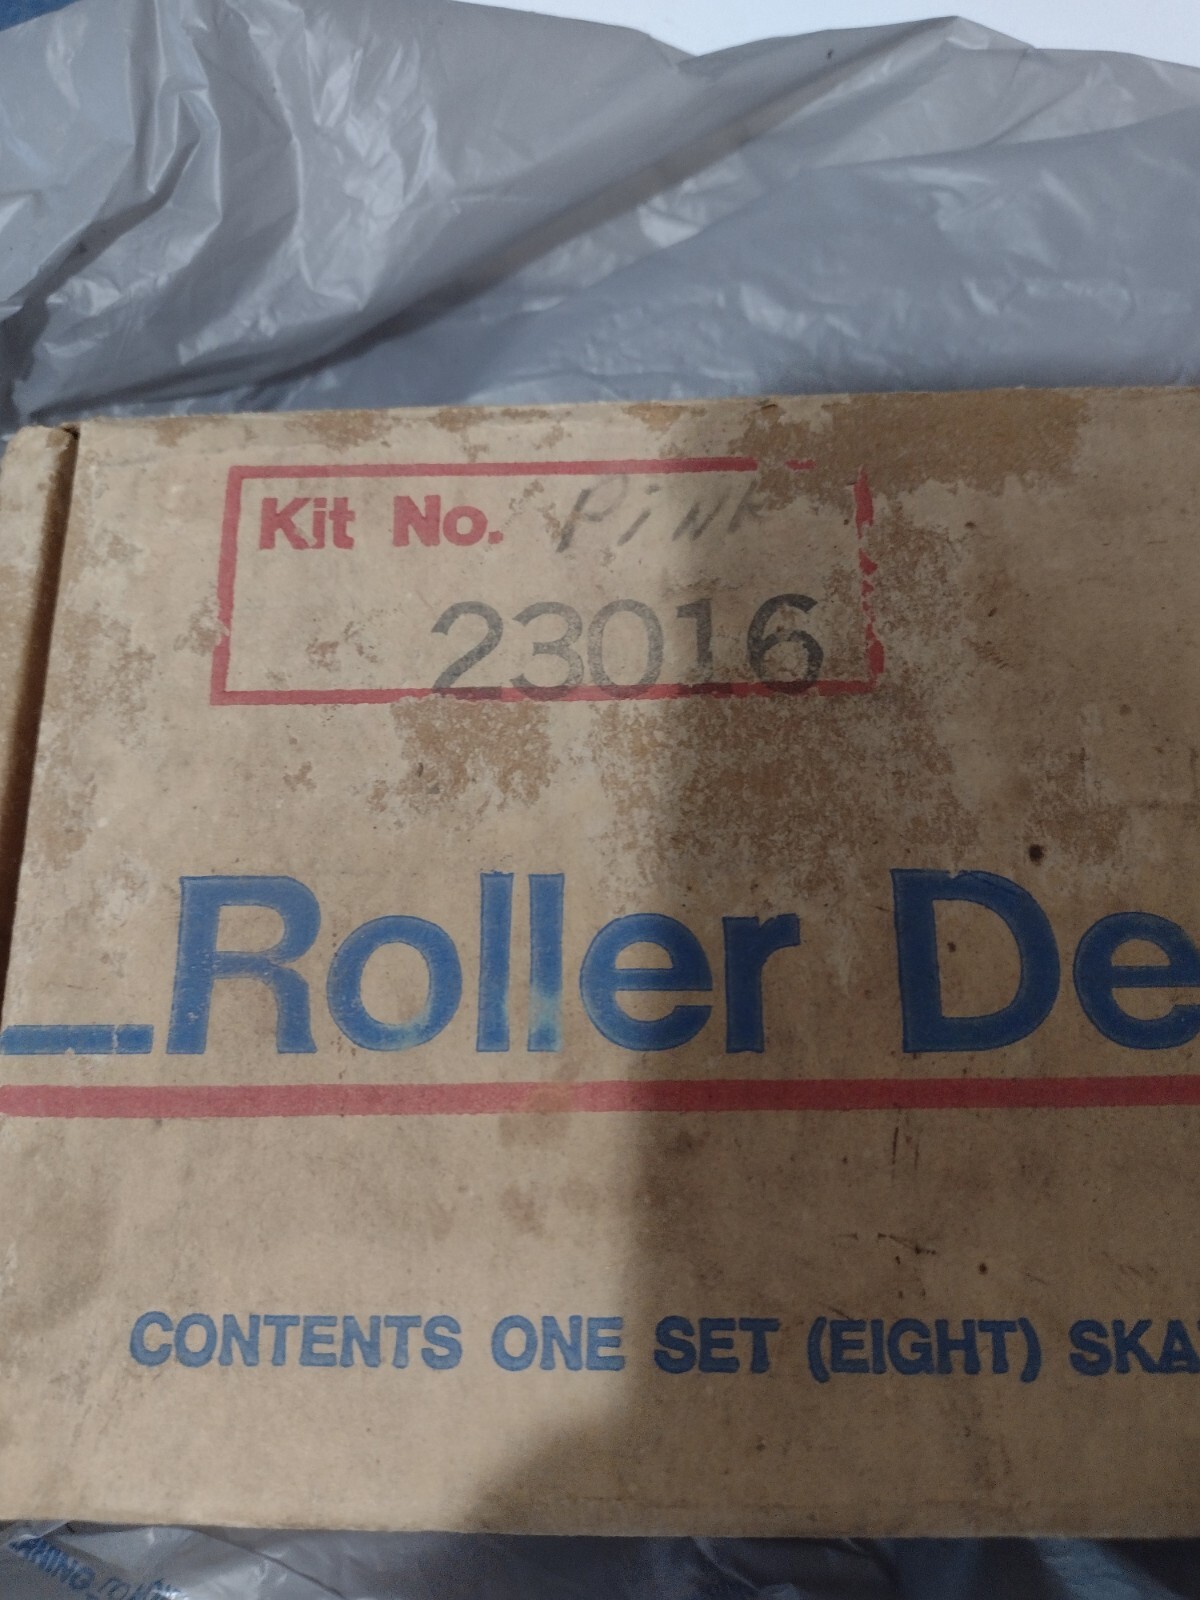 Kit No. Pink
23016
Roller De
CONTENTS ONE SET (EIGHT) SKA